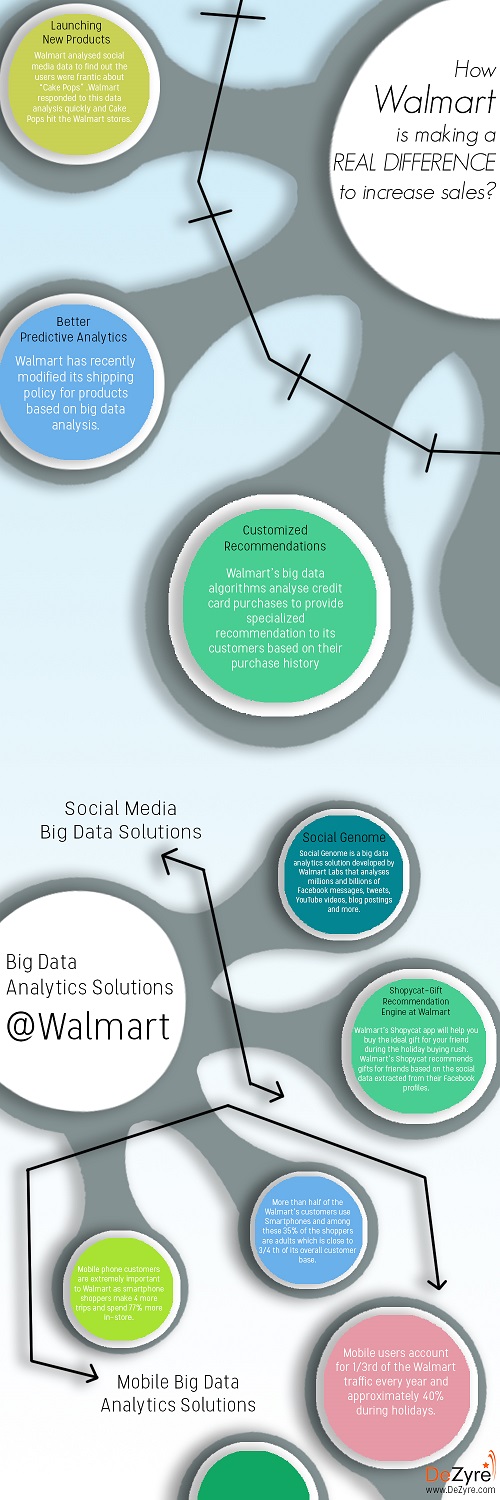 Launching
New Products
Walmart analysed social
media data to find out the
users were frantic about
"Cake Pops" .Walmart
responded to this data
analysis quickly and Cake
Pops hit the Walmart stores.
How
Walmart
is making a
REAL DIFFERENCE
to increase sales?
Better
Predictive Analytics
Walmart has recently
modified its shipping
policy for products
based on big data
analysis.
Customized
Recommendations
Walmart's big data
algorithms analyse credit
card purchases to provide
specialized
recommendation to its
customers based on their
purchase history
Social Media
Big Data Solutions
Social Genome
Social Genome is a big data
analytics solution developed by
Walmart Labs that analyses
millions and billions of
Facebook messages, tweets,
YouTube videos, blog postings
and more.
Big Data
Analytics Solutions
@Walmart
Shopycat-Gift
Recommendation
Engine at Walmart
Walmart's Shopycat app will help you
buy the ideal gift for your friend
during the holiday buying rush.
Walmart's Shopycat recommends
gifts for friends based on the social
data extracted from their Facebook
profiles.
More than half of the
Walmart's customers use
Smartphones and among
these 35% of the shoppers
are adults which is close to
3/4 th of its overall customer
base.
Mobile phone customers
are extremely important
to Walmart as smartphone
shoppers make 4 more
trips and spend 77% more
in-store.
Mobile users account
for 1/3rd of the Walmart
traffic every year and
approximately 40%
during holidays.
Mobile Big Data
Analytics Solutions
DeZyre
www.DeZyre.com